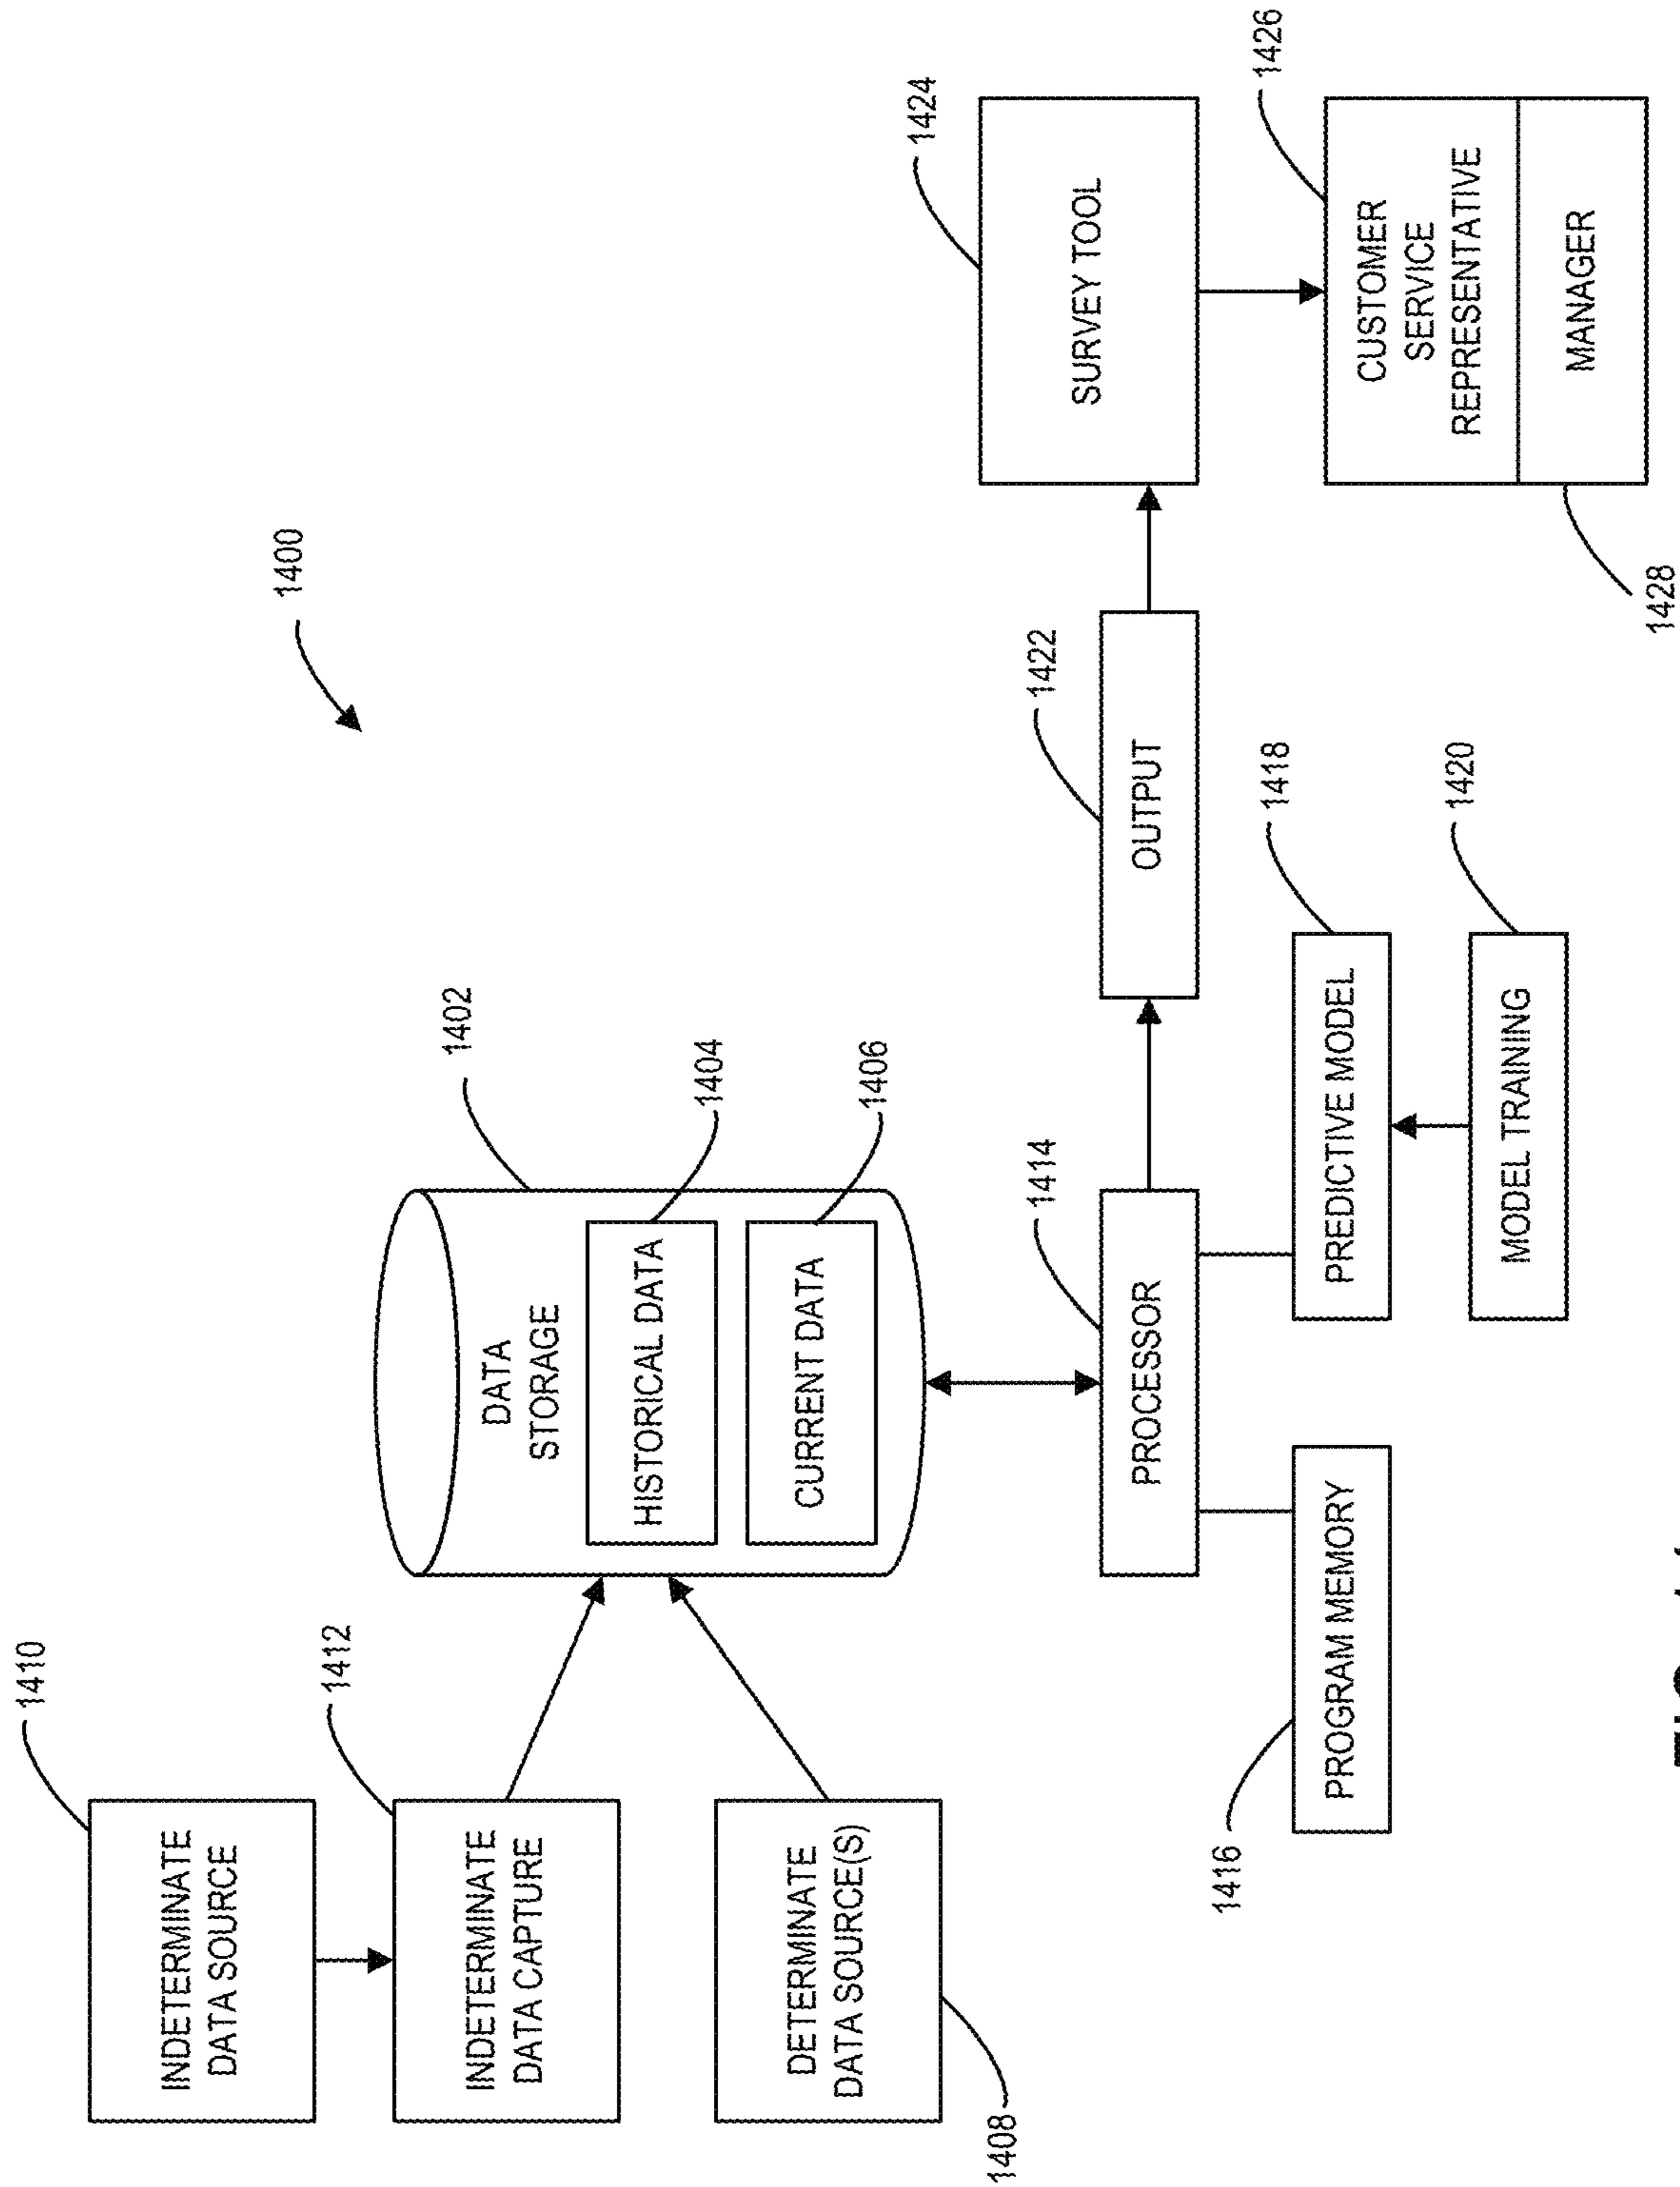 1410
INDETERMINATE
DATA SOURCE
1400
1412
INDETERMINATE
DATA CAPTURE
1402
DATA
STORAGE
HISTORICAL DATA
1404
CURRENT DATA
1406
DETERMINATE
DATA SOURCE(S)
1408
1414
PROCESSOR
1422
OUTPUT
1424
SURVEY TOOL
1416
PROGRAM MEMORY
1418
PREDICTIVE MODEL
1420
MODEL TRAINING
1426
CUSTOMER
SERVICE
REPRESENTATIVE
MANAGER
1428